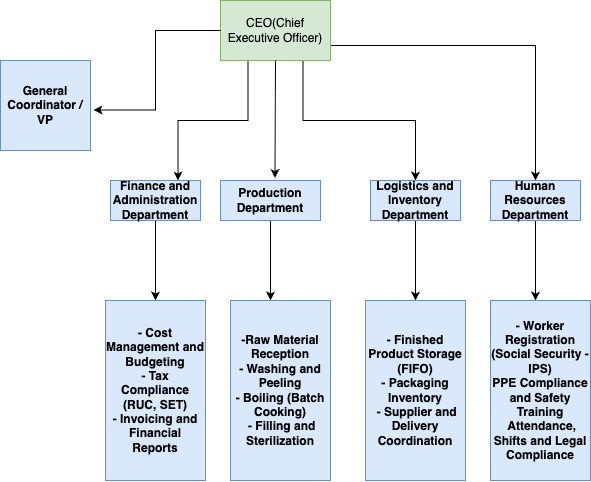 CEO(Chief
Executive Officer)
General
Coordinator /
VP
Finance and
Administration
Department
Production
Department
Logistics and
Inventory
Department
Human
Resources
Department
- Cost
Management and
Budgeting
- Tax
Compliance
(RUC, SET)
- Invoicing and
Financial
Reports
-Raw Material
Reception
- Washing and
Peeling
- Boiling (Batch
Cooking)
- Filling and
Sterilization
- Finished
Product Storage
(FIFO)
- Packaging
Inventory
- Supplier and
Delivery
Coordination
- Worker
Registration
(Social Security -
IPS)
PPE Compliance
and Safety
Training
Attendance,
Shifts and Legal
Compliance